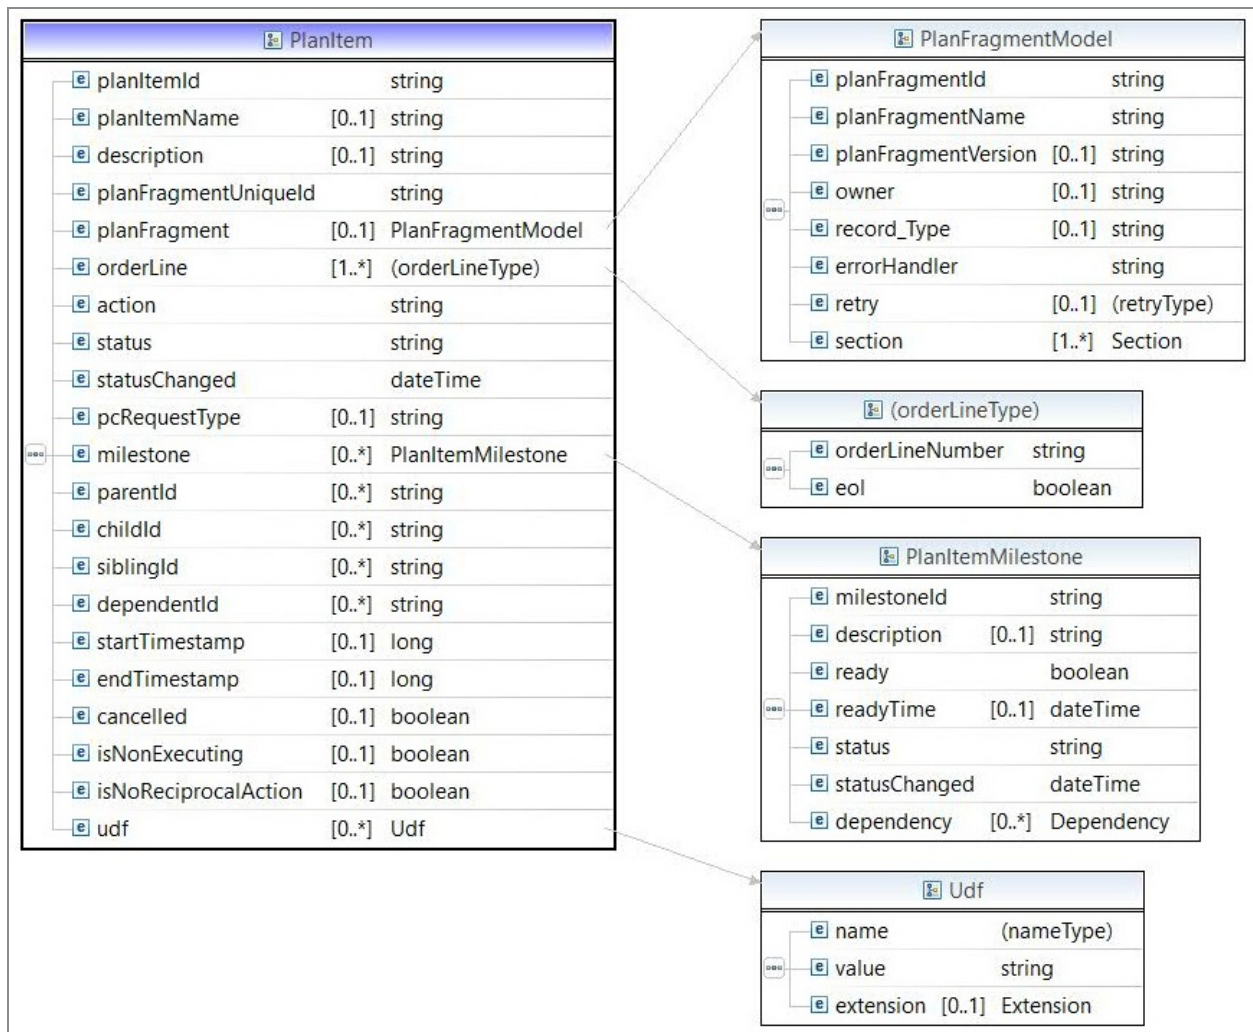 PlanItem
planItemId string
planItemName [0..1] string
description [0..1] string
planFragmentUniqueId string
planFragment [0..1] PlanFragmentModel
orderLine [1..*] (orderLineType)
action string
status string
statusChanged dateTime
pcRequestType [0..1] string
milestone [0..*] PlanItemMilestone
parentId [0..*] string
childId [0..*] string
siblingId [0..*] string
dependentId [0..*] string
startTimestamp [0..1] long
endTimestamp [0..1] long
cancelled [0..1] boolean
isNonExecuting [0..1] boolean
isNoReciprocalAction [0..1] boolean
udf [0..*] Udf
PlanFragmentModel
planFragmentId string
planFragmentName string
planFragmentVersion [0..1] string
owner [0..1] string
record_Type [0..1] string
errorHandler string
retry [0..1] (retryType)
section [1..*] Section
(orderLineType)
orderLineNumber string
eol boolean
PlanItemMilestone
milestoneId string
description [0..1] string
ready boolean
readyTime [0..1] dateTime
status string
statusChanged dateTime
dependency [0..*] Dependency
Udf
name (nameType)
value string
extension [0..1] Extension